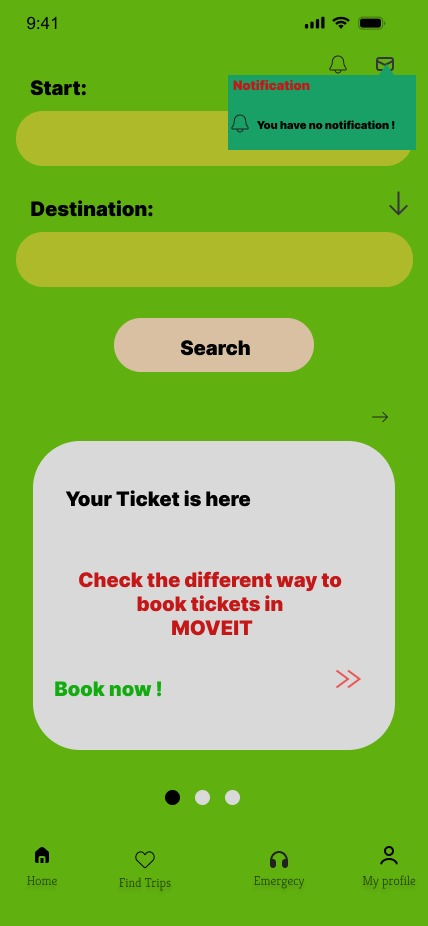 9:41
Start:
Notification
You have no notification !
Destination:
Search
Your Ticket is here
Check the different way to
book tickets in
MOVEIT
Book now !
Home
Find Trips
Emergecy
My profile